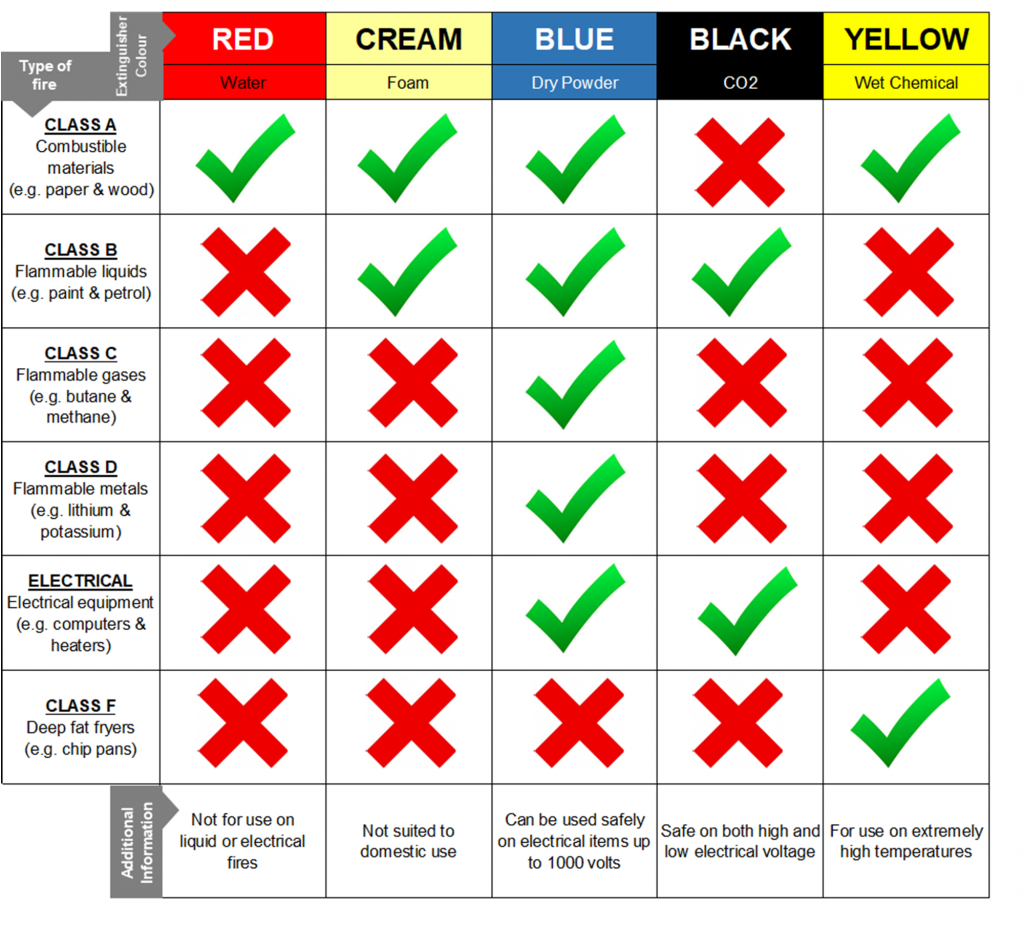 Extinguisher
Colour
RED
CREAM
BLUE
BLACK
YELLOW
Type of
fire
Water
Foam
Dry Powder
CO2
Wet Chemical
CLASS A
Combustible
materials
(e.g. paper & wood)
CLASS B
Flammable liquids
(e.g. paint & petrol)
CLASS C
Flammable gases
(e.g. butane &
methane)
CLASS D
Flammable metals
(e.g. lithium &
potassium)
ELECTRICAL
Electrical equipment
(e.g. computers &
heaters)
CLASS F
Deep fat fryers
(e.g. chip pans)
Additional
Information
Not for use on
liquid or electrical
fires
Not suited to
domestic use
Can be used safely
on electrical items up
to 1000 volts
Safe on both high and
low electrical voltage
For use on extremely
high temperatures